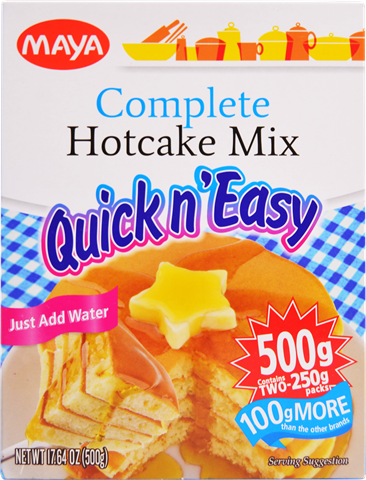 MAYA
Complete
Hotcake Mix
Quick n' Easy
Just Add Water
500g
Contains
TWO-250g
packs!
100g MORE
than the other brands
NET WT 17.64 OZ (500g)
Serving Suggestion